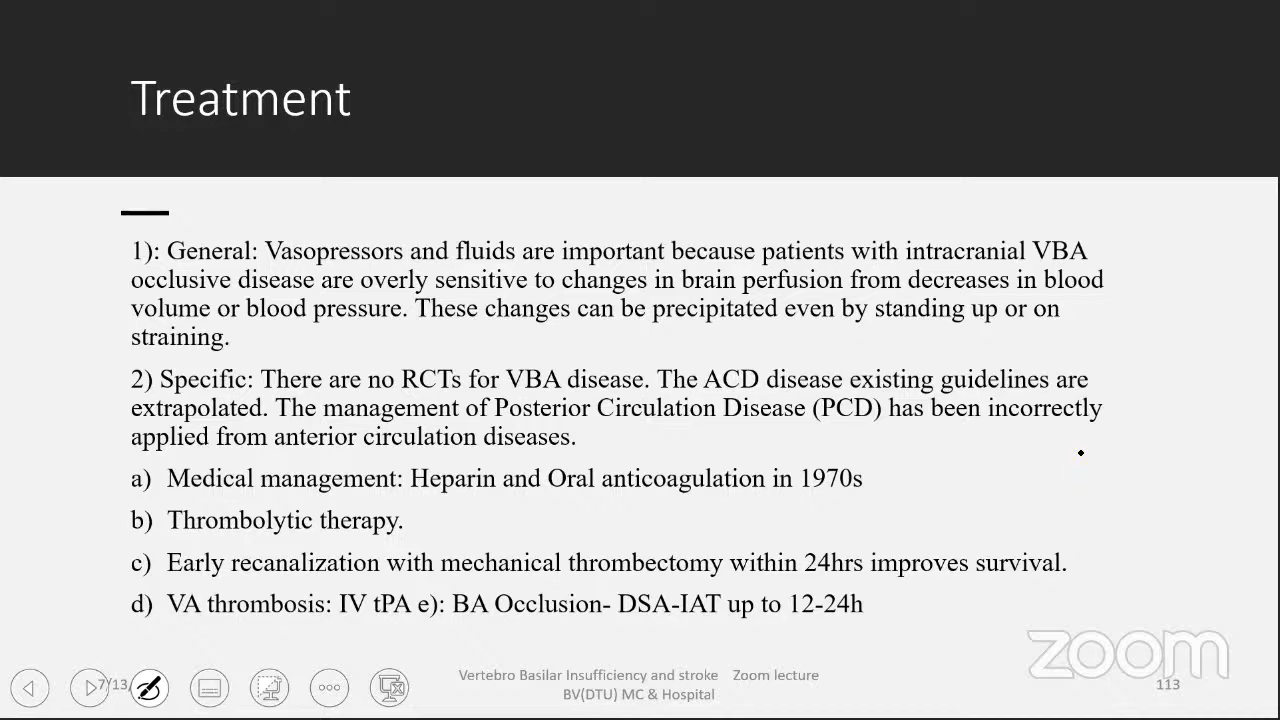 Treatment
1): General: Vasopressors and fluids are important because patients with intracranial VBA
occlusive disease are overly sensitive to changes in brain perfusion from decreases in blood
volume or blood pressure. These changes can be precipitated even by standing up or on
straining.
2) Specific: There are no RCTs for VBA disease. The ACD disease existing guidelines are
extrapolated. The management of Posterior Circulation Disease (PCD) has been incorrectly
applied from anterior circulation diseases.
a) Medical management: Heparin and Oral anticoagulation in 1970s
b) Thrombolytic therapy.
c) Early recanalization with mechanical thrombectomy within 24hrs improves survival.
d) VA thrombosis: IV tPA e): BA Occlusion- DSA-IAT up to 12-24h
zoom
7/13
Vertebro Basilar Insufficiency and stroke Zoom lecture
BV(DTU) MC & Hospital
113